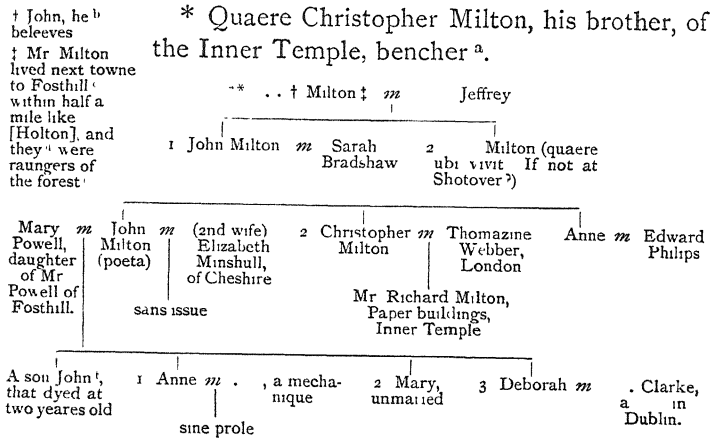 † John, he b
beleeves
‡ Mr Milton
lived next towne
to Fosthill c
within half a
mile like
[Holton], and
they d were
raungers of
the forest
* Quaere Christopher Milton, his brother, of
the Inner Temple, bencher a.
* . . † Milton ‡ m Jeffrey
1 John Milton m Sarah
Bradshaw
2 Milton (quaere
ubi vivit If not at
Shotover ?)
Mary
Powell,
daughter
of Mr
Powell of
Fosthill.
m
John
Milton
(poeta)
m
(2nd wife)
Elizabeth
Minshull,
of Cheshire
2 Christopher
Milton
m
Thomazine
Webber,
London
Anne m Edward
Philips
sans issue
Mr Richard Milton,
Paper buildings,
Inner Temple
A son John,
that dyed at
two yeares old
1 Anne m . , a mecha-
nique
2 Mary,
unmaried
3 Deborah m . Clarke,
a in
Dublin.
sine prole